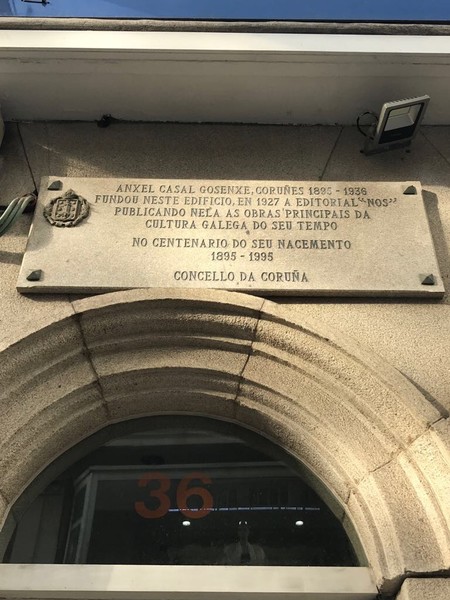 ANXEL CASAL GOSENXE, CORUÑES 1895 - 1936
FUNDOU NESTE EDIFICIO, EN 1927 A EDITORIAL “NOS”
PUBLICANDO NELA AS OBRAS PRINCIPAIS DA
CULTURA GALEGA DO SEU TEMPO
NO CENTENARIO DO SEU NACEMENTO
1895 - 1995
CONCELLO DA CORUÑA
36